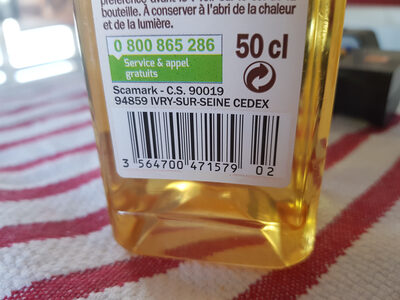 bouteille. À conserver à l'abri de la chaleur
et de la lumière.
0 800 865 286
Service & appel
gratuits
50 cl
Scamark - C.S. 90019
94859 IVRY-SUR-SEINE CEDEX
3 564700 471579 02